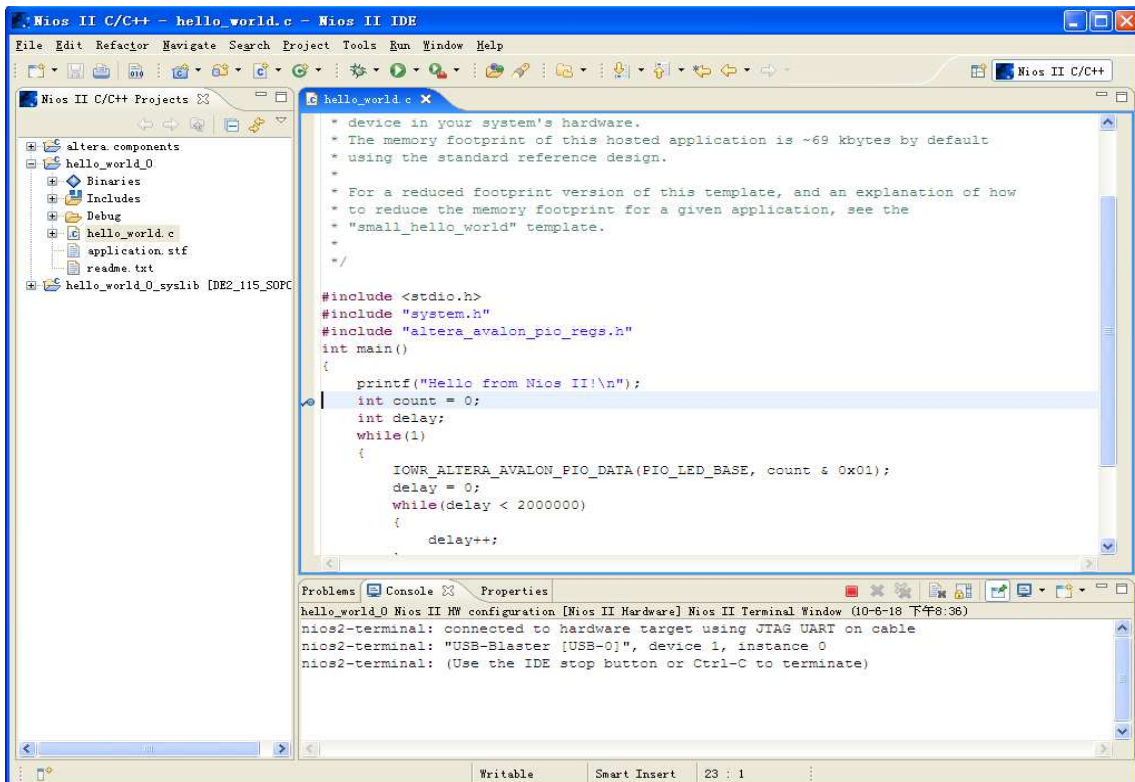 Nios II C/C++ - hello_world.c - Nios II IDE
File Edit Refactor Navigate Search Project Tools Run Window Help
Nios II C/C++
Nios II C/C++ Projects
altera.components
hello_world_0
Binaries
Includes
Debug
hello_world.c
application.stf
readme.txt
hello_world_0_syslib [DE2_115_SOPC
hello_world.c
* device in your system's hardware.
* The memory footprint of this hosted application is ~69 kbytes by default
* using the standard reference design.
*
* For a reduced footprint version of this template, and an explanation of how
* to reduce the memory footprint for a given application, see the
* "small_hello_world" template.
*
*/
#include <stdio.h>
#include "system.h"
#include "altera_avalon_pio_regs.h"
int main()
{
printf("Hello from Nios II!\n");
int count = 0;
int delay;
while(1)
{
IOWR_ALTERA_AVALON_PIO_DATA(PIO_LED_BASE, count & 0x01);
delay = 0;
while(delay < 2000000)
{
delay++;
Problems Console Properties
hello_world_0 Nios II HW configuration [Nios II Hardware] Nios II Terminal Window (10-6-18 下午8:36)
nios2-terminal: connected to hardware target using JTAG UART on cable
nios2-terminal: "USB-Blaster [USB-0]", device 1, instance 0
nios2-terminal: (Use the IDE stop button or Ctrl-C to terminate)
Writable Smart Insert 23 : 1